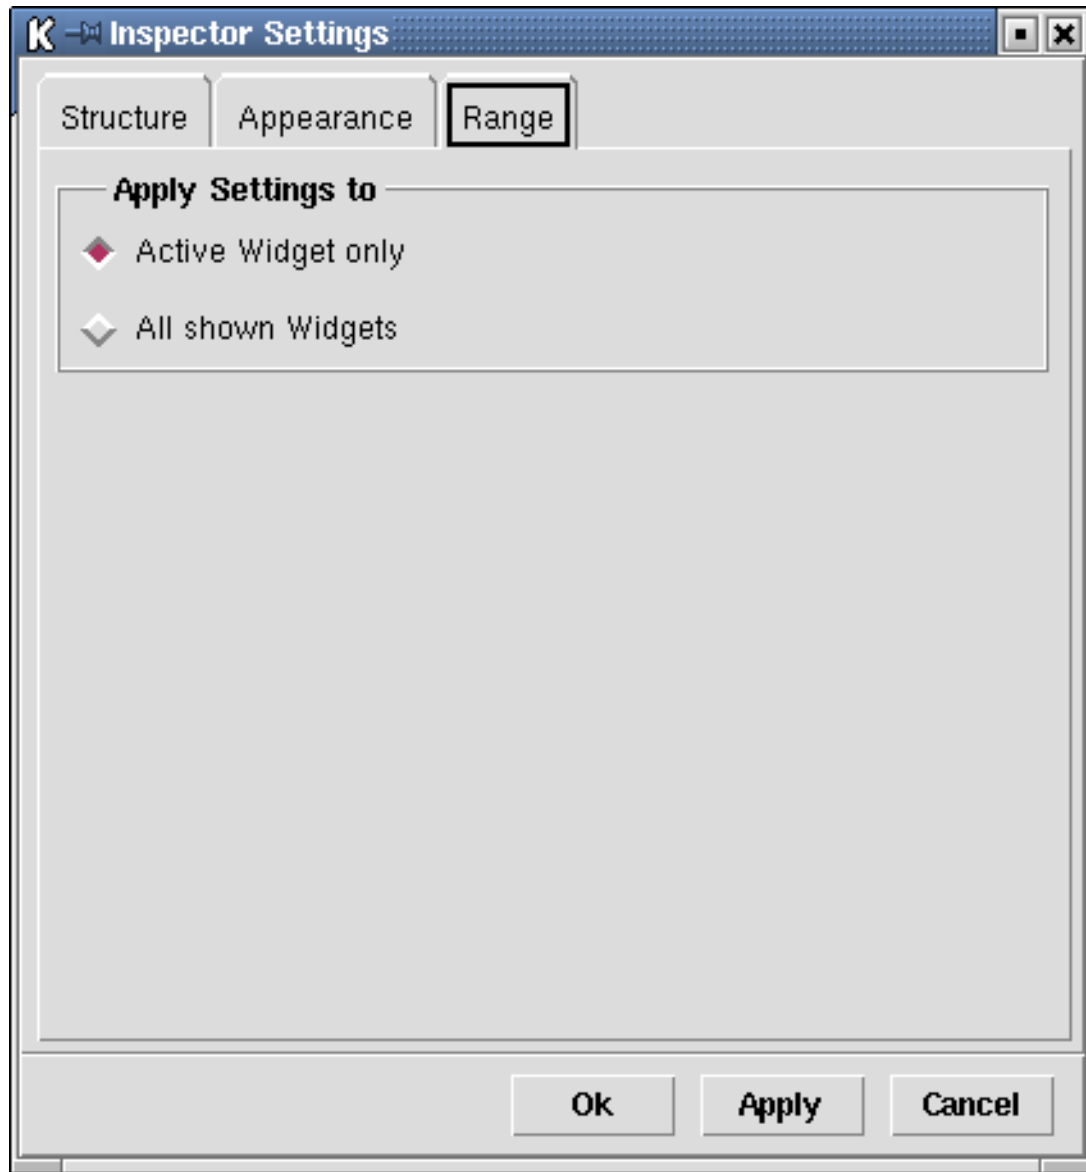 Inspector Settings
Structure Appearance Range
Apply Settings to
Active Widget only
All shown Widgets
Ok Apply Cancel